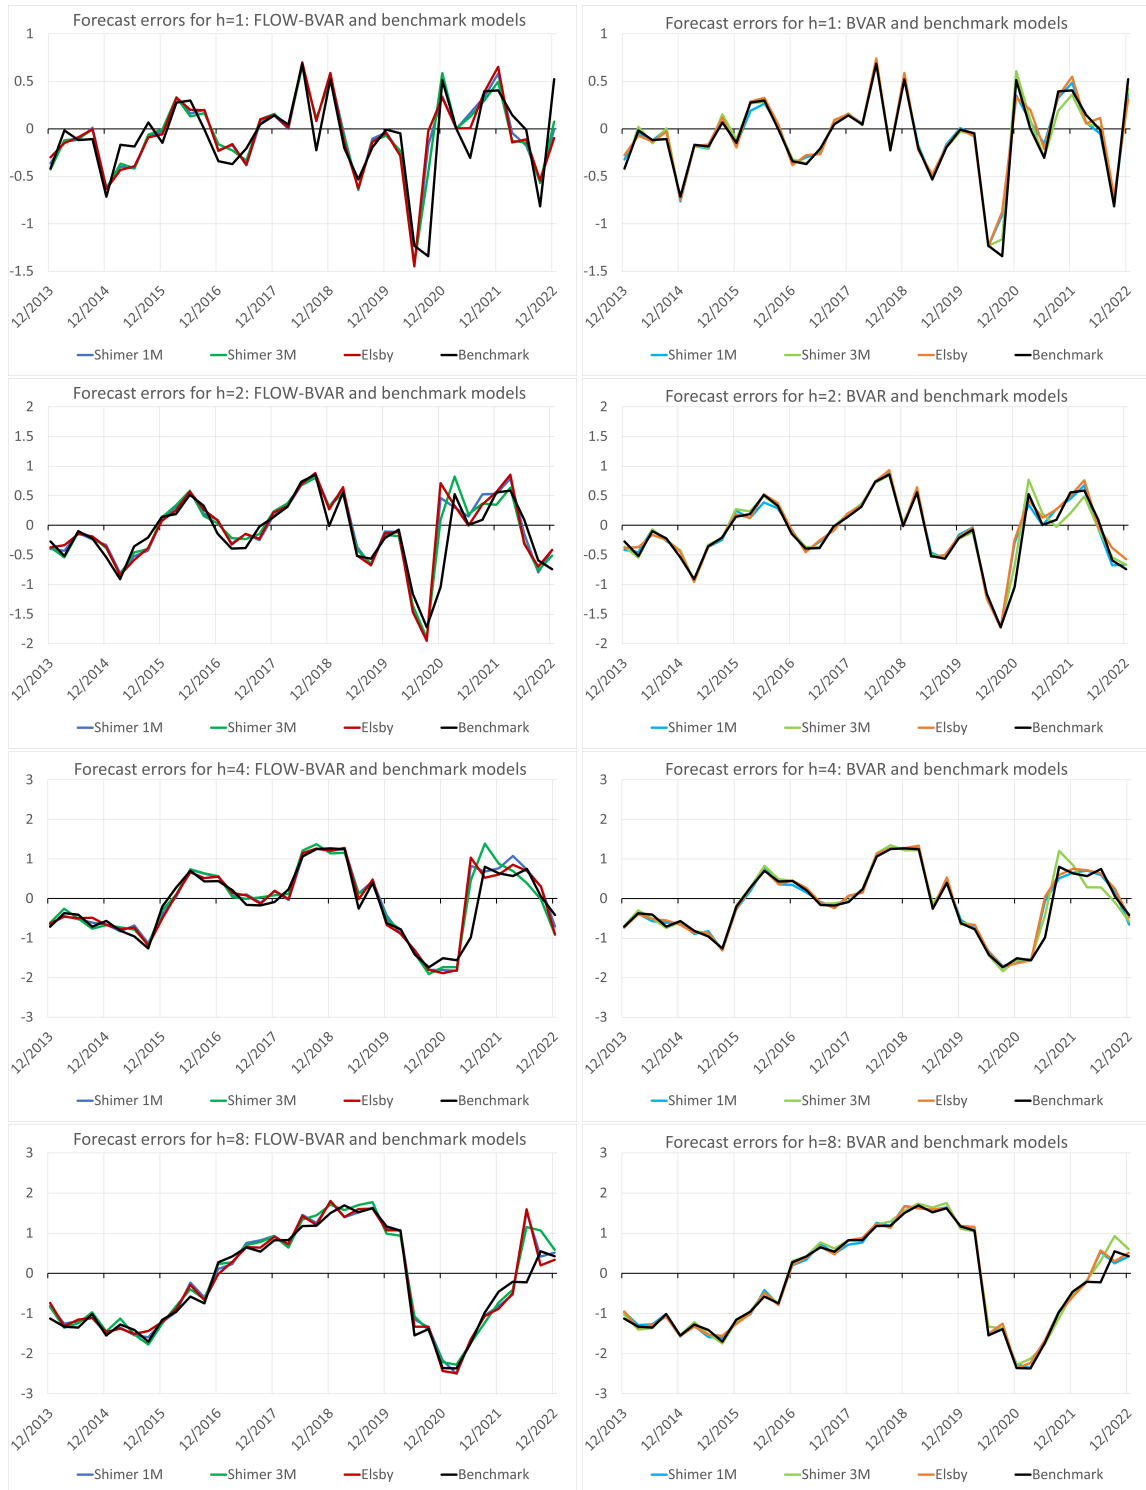 Forecast errors for h=1: FLOW-BVAR and benchmark models
1
0.5
0
-0.5
-1
-1.5
12/2013 12/2014 12/2015 12/2016 12/2017 12/2018 12/2019 12/2020 12/2021 12/2022
Shimer 1M Shimer 3M Elsby Benchmark
Forecast errors for h=1: BVAR and benchmark models
1
0.5
0
-0.5
-1
-1.5
12/2013 12/2014 12/2015 12/2016 12/2017 12/2018 12/2019 12/2020 12/2021 12/2022
Shimer 1M Shimer 3M Elsby Benchmark
Forecast errors for h=2: FLOW-BVAR and benchmark models
2
1.5
1
0.5
0
-0.5
-1
-1.5
-2
12/2013 12/2014 12/2015 12/2016 12/2017 12/2018 12/2019 12/2020 12/2021 12/2022
Shimer 1M Shimer 3M Elsby Benchmark
Forecast errors for h=2: BVAR and benchmark models
2
1.5
1
0.5
0
-0.5
-1
-1.5
-2
12/2013 12/2014 12/2015 12/2016 12/2017 12/2018 12/2019 12/2020 12/2021 12/2022
Shimer 1M Shimer 3M Elsby Benchmark
Forecast errors for h=4: FLOW-BVAR and benchmark models
3
2
1
0
-1
-2
-3
12/2013 12/2014 12/2015 12/2016 12/2017 12/2018 12/2019 12/2020 12/2021 12/2022
Shimer 1M Shimer 3M Elsby Benchmark
Forecast errors for h=4: BVAR and benchmark models
3
2
1
0
-1
-2
-3
12/2013 12/2014 12/2015 12/2016 12/2017 12/2018 12/2019 12/2020 12/2021 12/2022
Shimer 1M Shimer 3M Elsby Benchmark
Forecast errors for h=8: FLOW-BVAR and benchmark models
3
2
1
0
-1
-2
-3
12/2013 12/2014 12/2015 12/2016 12/2017 12/2018 12/2019 12/2020 12/2021 12/2022
Shimer 1M Shimer 3M Elsby Benchmark
Forecast errors for h=8: BVAR and benchmark models
3
2
1
0
-1
-2
-3
12/2013 12/2014 12/2015 12/2016 12/2017 12/2018 12/2019 12/2020 12/2021 12/2022
Shimer 1M Shimer 3M Elsby Benchmark